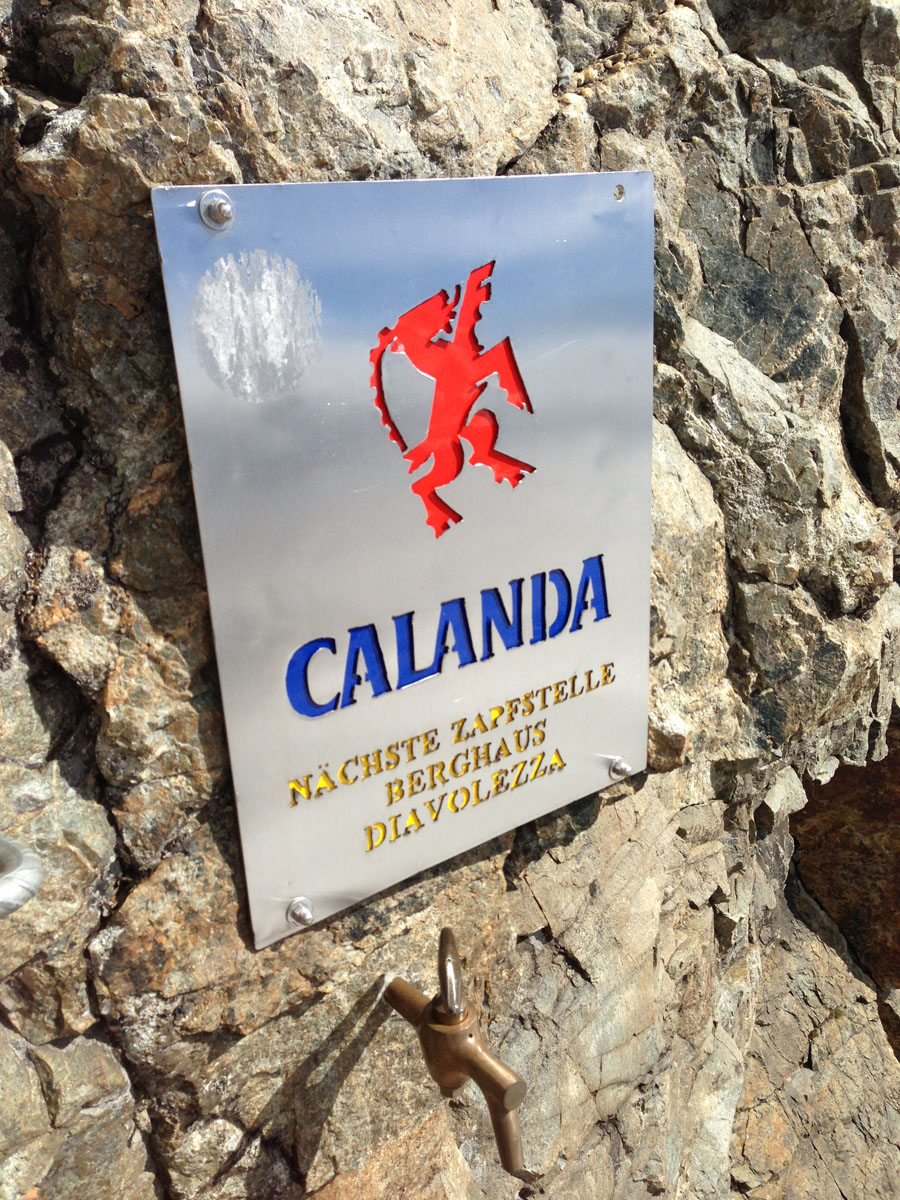 CALANDA
NÄCHSTE ZAPFSTELLE
BERGHAUS
DIAVOLEZZA